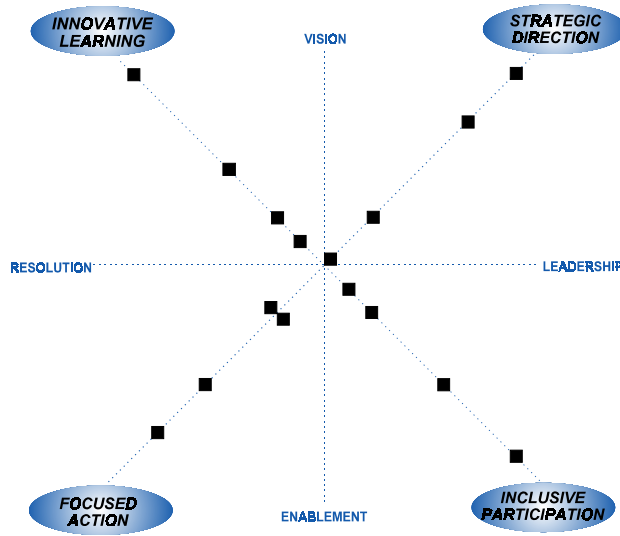 INNOVATIVE
LEARNING
STRATEGIC
DIRECTION
VISION
RESOLUTION
LEADERSHIP
FOCUSED
ACTION
ENABLEMENT
INCLUSIVE
PARTICIPATION